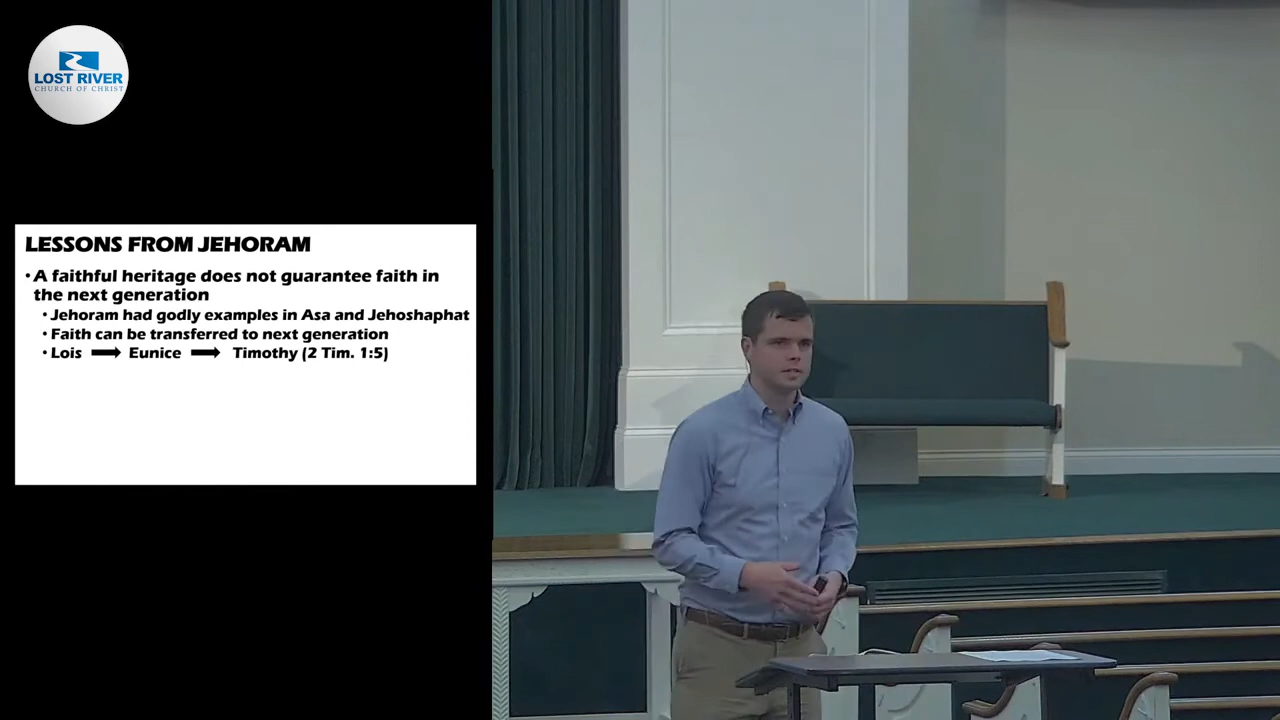 LOST RIVER
CHURCH OF CHRIST
LESSONS FROM JEHORAM
• A faithful heritage does not guarantee faith in
the next generation
• Jehoram had godly examples in Asa and Jehoshaphat
• Faith can be transferred to next generation
• Lois ➡ Eunice ➡ Timothy (2 Tim. 1:5)